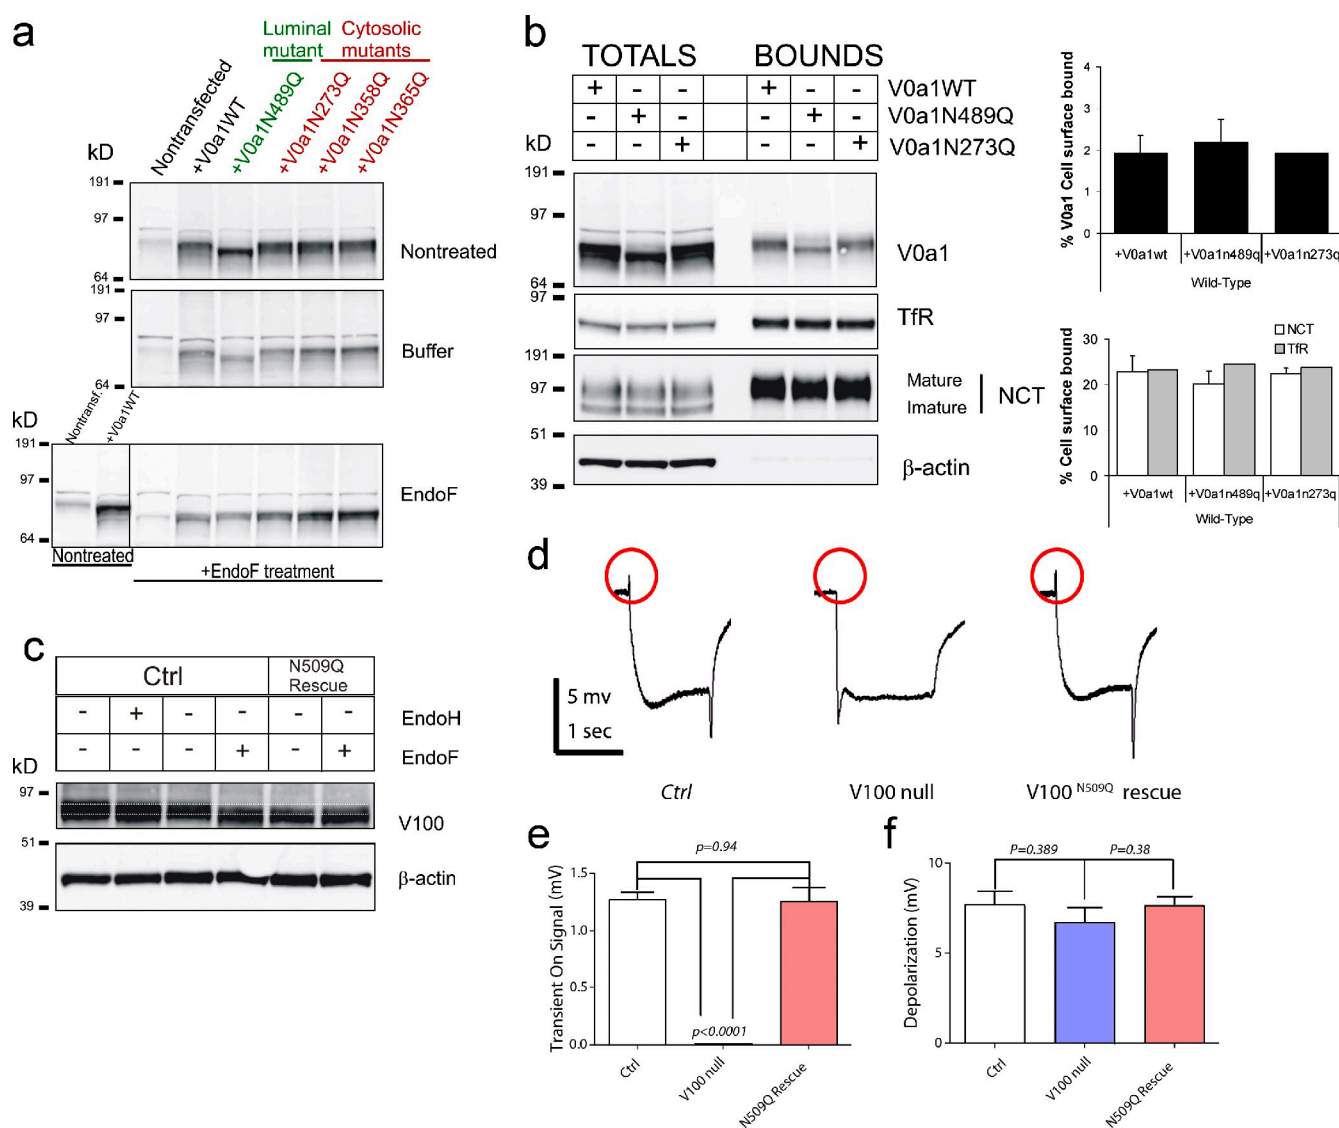 a
Luminal
mutant
Cytosolic
mutants
Nontransfected
+V0a1WT
+V0a1N489Q
+V0a1N273Q
+V0a1N358Q
+V0a1N365Q
kD
191
97
64
Nontreated
191
97
64
Buffer
kD
Nontransf.
+V0a1WT
191
97
64
EndoF
Nontreated
+EndoF treatment
b
TOTALS BOUNDS
+ - - + - - V0a1WT
- + - - + - V0a1N489Q
- - + - - + V0a1N273Q
kD
191
64
V0a1
97
TfR
191
97
Mature
Imature
NCT
51
39
β-actin
% V0a1 Cell surface bound
4
3
2
1
0
+V0a1wt +V0a1n489q +V0a1n273q
Wild-Type
% Cell surface bound
30
20
10
0
NCT
TfR
+V0a1wt +V0a1n489q +V0a1n273q
Wild-Type
c
Ctrl
N509Q
Rescue
- + - - - - EndoH
- - - + - + EndoF
kD
97
V100
51
β-actin
39
d
5 mv
1 sec
Ctrl
V100 null
V100 N509Q rescue
e
Transient On Signal (mV)
1.5
1.0
0.5
0.0
p=0.94
p<0.0001
Ctrl
V100 null
N509Q Rescue
f
Depolarization (mV)
10
5
0
P=0.389
P=0.38
Ctrl
V100 null
N509Q Rescue